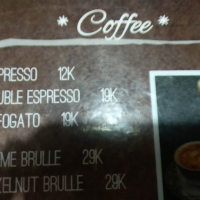 * Coffee *
PRESSO 12K
UBLE ESPRESSO 19K
FOGATO 19K
ME BRULLE 29K
ZELNUT BRULLE 29K